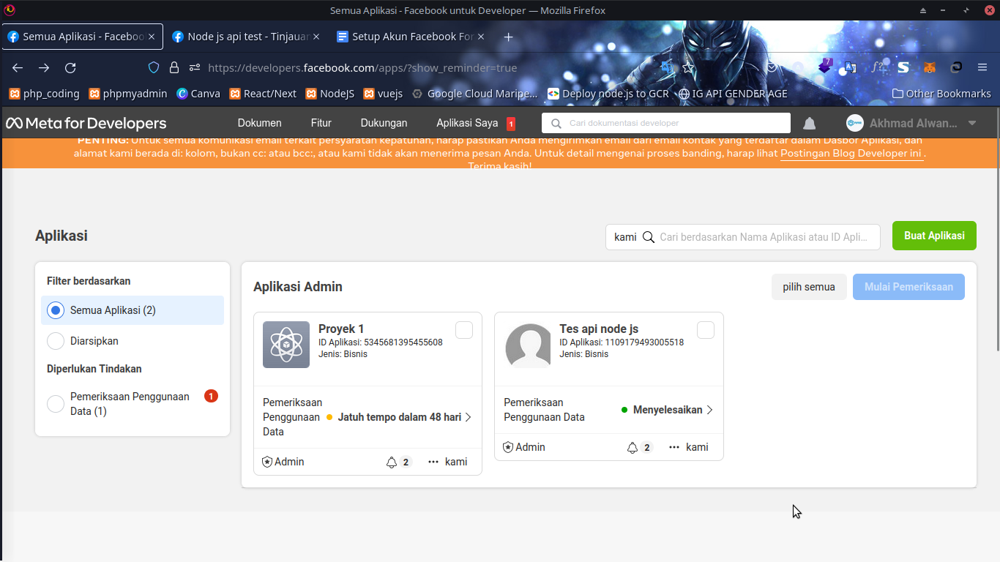 Semua Aplikasi - Facebook untuk Developer — Mozilla Firefox
Semua Aplikasi - Faceboo
Node js api test - Tinjauan
Setup Akun Facebook For
https://developers.facebook.com/apps/?show_reminder=true
7
php_coding
phpmyadmin
Canva
React/Next
NodeJS
vuejs
Google Cloud Maripe...
Deploy node.js to GCR
IG API GENDER AGE
Other Bookmarks
Meta for Developers
Dokumen
Fitur
Dukungan
Aplikasi Saya
1
Cari dokumentasi developer
Akhmad Alwan...
PENTING: Untuk semua komunikasi email terkait persyaratan kepatuhan, harap pastikan Anda mengirimkan email dari email kontak yang terdaftar dalam Dasbor Aplikasi, dan
alamat kami berada di: kolom, bukan cc: atau bcc:, atau kami tidak akan menerima pesan Anda. Untuk detail mengenai proses banding, harap lihat Postingan Blog Developer ini .
Terima kasih!
Aplikasi
kami
Cari berdasarkan Nama Aplikasi atau ID Apli...
Buat Aplikasi
Filter berdasarkan
Semua Aplikasi (2)
Diarsipkan
Diperlukan Tindakan
Pemeriksaan Penggunaan
Data (1)
1
Aplikasi Admin
pilih semua
Mulai Pemeriksaan
Proyek 1
ID Aplikasi: 5345681395455608
Jenis: Bisnis
Pemeriksaan
Penggunaan
Data
Jatuh tempo dalam 48 hari
Admin
2
kami
Tes api node js
ID Aplikasi: 1109179493005518
Jenis: Bisnis
Pemeriksaan
Penggunaan Data
Menyelesaikan
Admin
2
kami